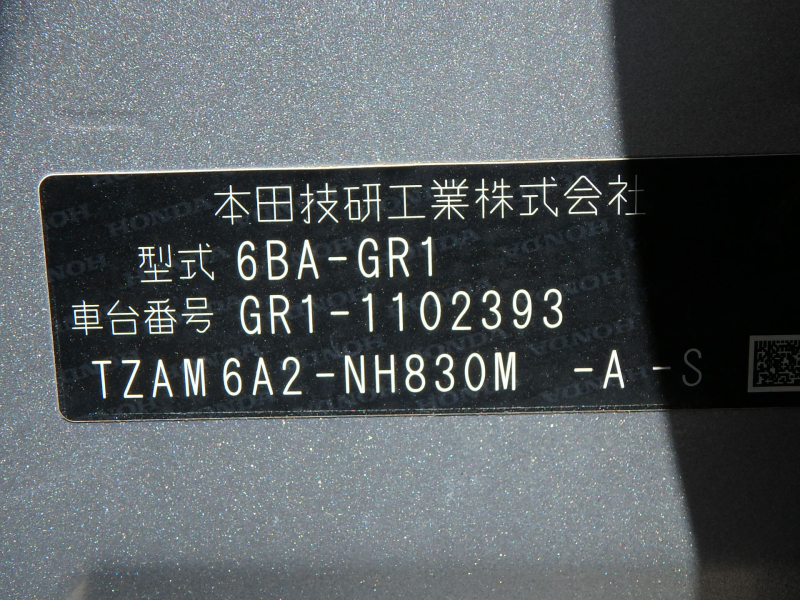 本田技研工業株式会社
型式 6BA-GR1
車台番号 GR1-1102393
TZAM6A2-NH830M -A-S